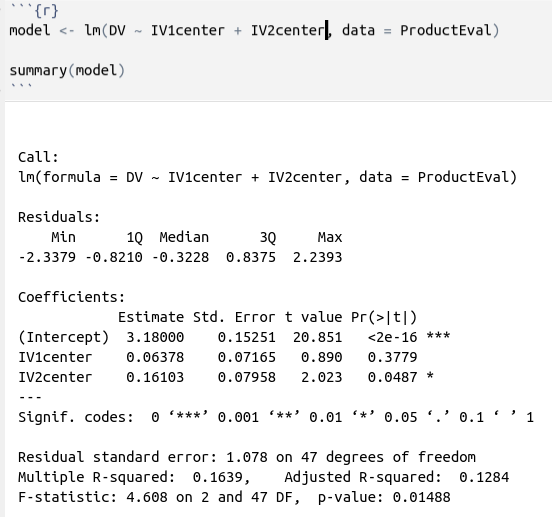 ```{r}
model <- lm(DV ~ IV1center + IV2center, data = ProductEval)
summary(model)
```
Call:
lm(formula = DV ~ IV1center + IV2center, data = ProductEval)
Residuals:
    Min      1Q  Median      3Q     Max
-2.3379 -0.8210 -0.3228  0.8375  2.2393
Coefficients:
            Estimate Std. Error t value Pr(>|t|)
(Intercept)  3.18000    0.15251  20.851   <2e-16 ***
IV1center    0.06378    0.07165   0.890   0.3779
IV2center    0.16103    0.07958   2.023   0.0487 *
---
Signif. codes:  0 ‘***’ 0.001 ‘**’ 0.01 ‘*’ 0.05 ‘.’ 0.1 ‘ ’ 1
Residual standard error: 1.078 on 47 degrees of freedom
Multiple R-squared:  0.1639,    Adjusted R-squared:  0.1284
F-statistic: 4.608 on 2 and 47 DF,  p-value: 0.01488